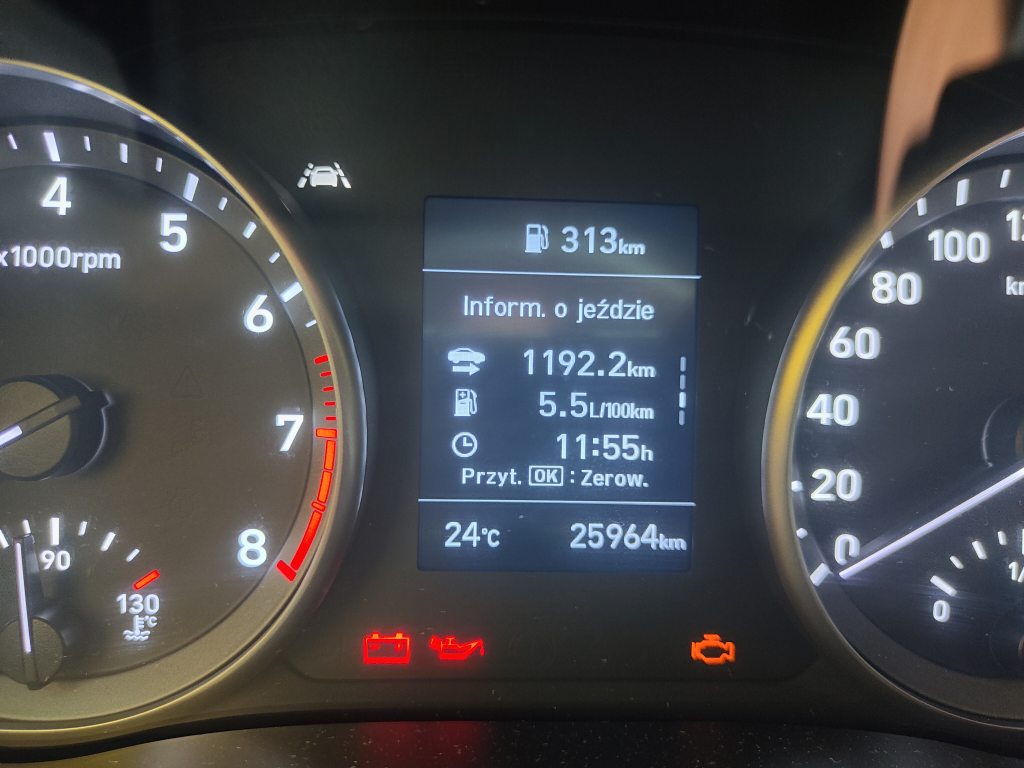 4
5
x1000rpm
6
7
8
90
130
°C
313km
Inform. o jeździe
1192.2km
5.5L/100km
11:55h
Przyt. OK : Zerow.
24°C
25964km
100
80
60
40
20
0
0